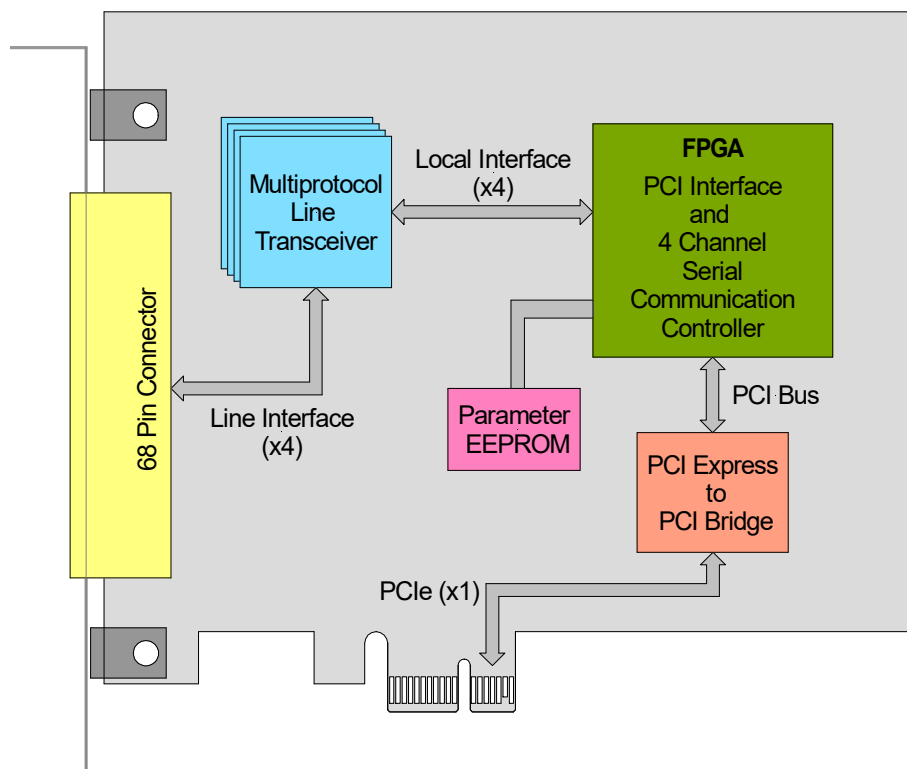 Multiprotocol
Line
Transceiver
Local Interface
(x4)
FPGA
PCI Interface
and
4 Channel
Serial
Communication
Controller
68 Pin Connector
Line Interface
(x4)
Parameter
EEPROM
PCI Bus
PCI Express
to
PCI Bridge
PCIe (x1)